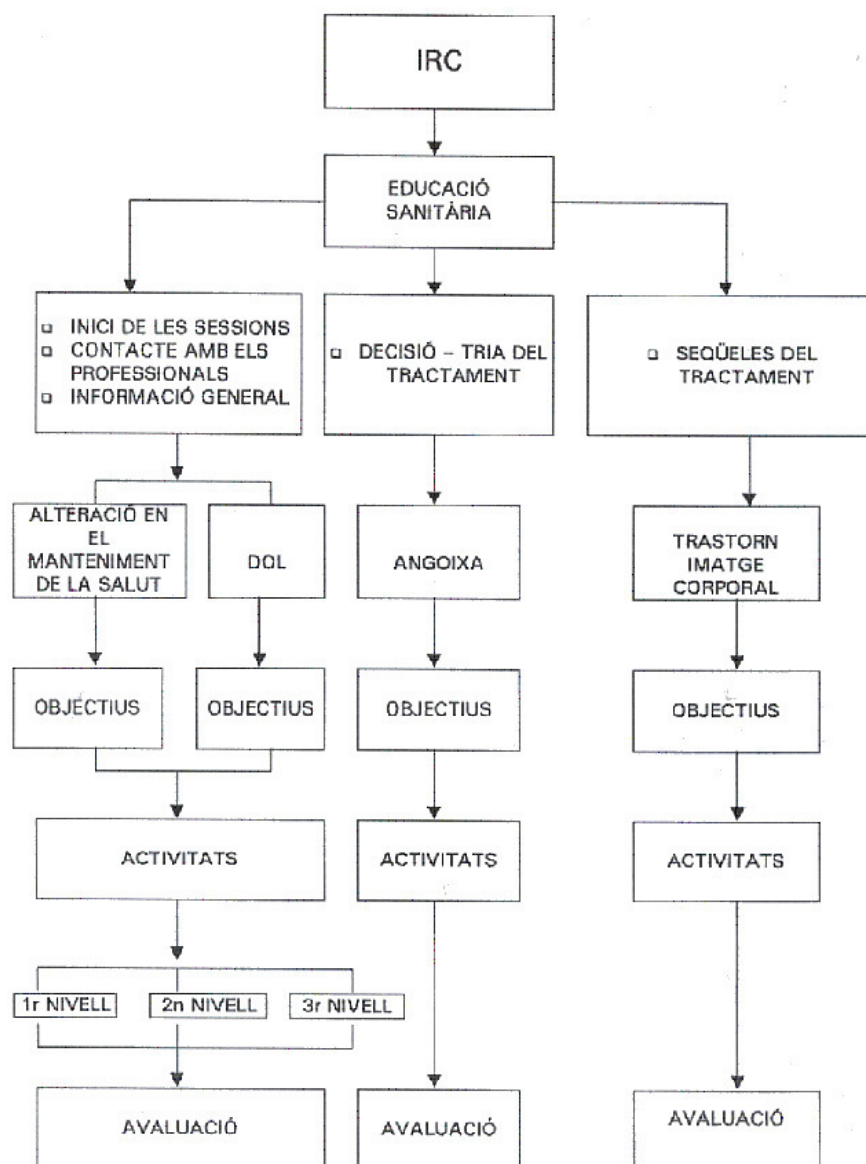 IRC
EDUCACIÓ
SANITÀRIA
❑ INICI DE LES SESSIONS
❑ CONTACTE AMB ELS
PROFESSIONALS
❑ INFORMACIÓ GENERAL
❑ DECISIÓ – TRIA DEL
TRACTAMENT
❑ SEQÜELES DEL
TRACTAMENT
ALTERACIÓ EN
EL
MANTENIMENT
DE LA SALUT
DOL
ANGOIXA
TRASTORN
IMATGE
CORPORAL
OBJECTIUS
OBJECTIUS
OBJECTIUS
OBJECTIUS
ACTIVITATS
ACTIVITATS
ACTIVITATS
1r NIVELL
2n NIVELL
3r NIVELL
AVALUACIÓ
AVALUACIÓ
AVALUACIÓ